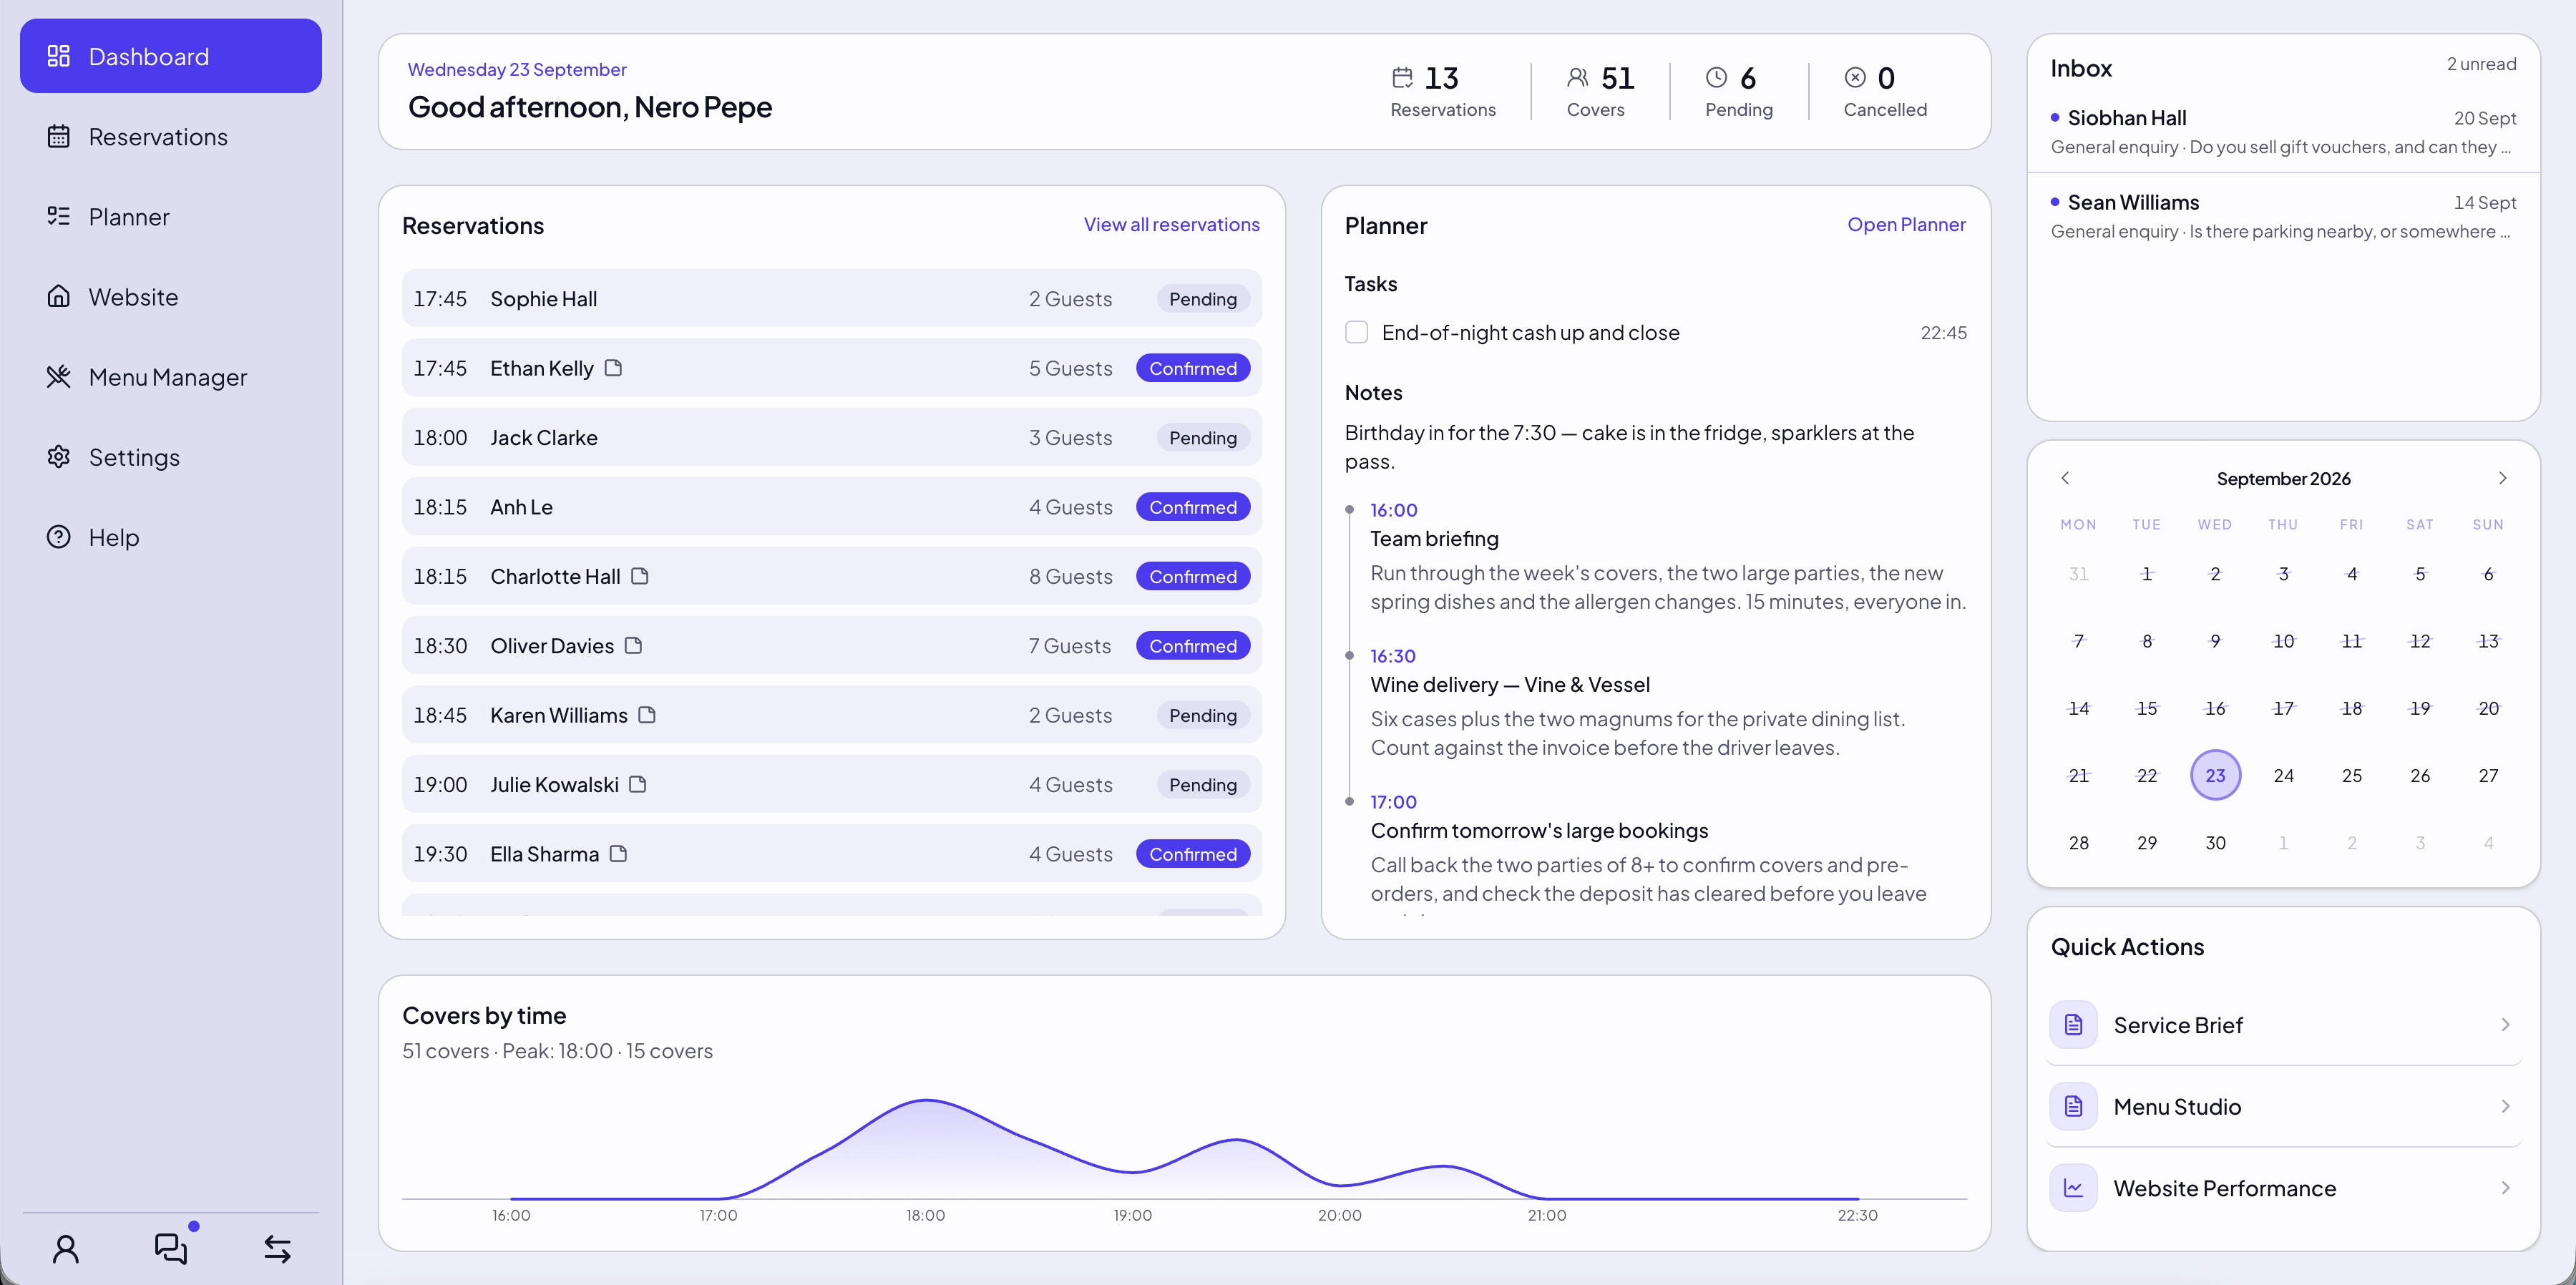 Dashboard
Reservations
Planner
Website
Menu Manager
Settings
Help
Wednesday 23 September
Good afternoon, Nero Pepe
13
Reservations
51
Covers
6
Pending
0
Cancelled
Reservations
View all reservations
17:45 Sophie Hall 2 Guests Pending
17:45 Ethan Kelly 5 Guests Confirmed
18:00 Jack Clarke 3 Guests Pending
18:15 Anh Le 4 Guests Confirmed
18:15 Charlotte Hall 8 Guests Confirmed
18:30 Oliver Davies 7 Guests Confirmed
18:45 Karen Williams 2 Guests Pending
19:00 Julie Kowalski 4 Guests Pending
19:30 Ella Sharma 4 Guests Confirmed
Planner
Open Planner
Tasks
End-of-night cash up and close 22:45
Notes
Birthday in for the 7:30 — cake is in the fridge, sparklers at the
pass.
16:00
Team briefing
Run through the week's covers, the two large parties, the new
spring dishes and the allergen changes. 15 minutes, everyone in.
16:30
Wine delivery — Vine & Vessel
Six cases plus the two magnums for the private dining list.
Count against the invoice before the driver leaves.
17:00
Confirm tomorrow's large bookings
Call back the two parties of 8+ to confirm covers and pre-
orders, and check the deposit has cleared before you leave
Covers by time
51 covers · Peak: 18:00 · 15 covers
16:00 17:00 18:00 19:00 20:00 21:00 22:30
Inbox
2 unread
Siobhan Hall 20 Sept
General enquiry · Do you sell gift vouchers, and can they ...
Sean Williams 14 Sept
General enquiry · Is there parking nearby, or somewhere ...
September 2026
MON TUE WED THU FRI SAT SUN
31 1 2 3 4 5 6
7 8 9 10 11 12 13
14 15 16 17 18 19 20
21 22 23 24 25 26 27
28 29 30 1 2 3 4
Quick Actions
Service Brief
Menu Studio
Website Performance